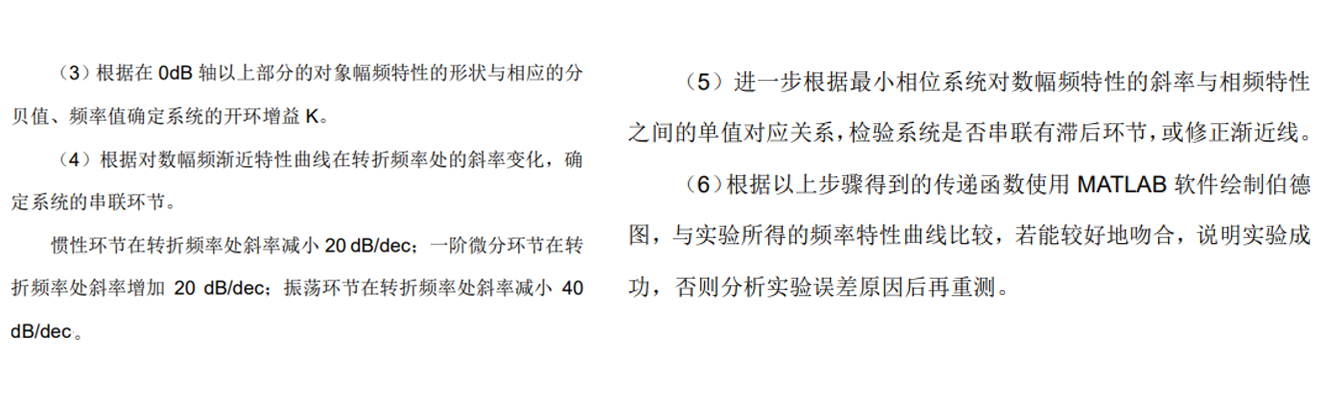 （3）根据在 0dB 轴以上部分的对象幅频特性的形状与相应的分
贝值、频率值确定系统的开环增益 K。
（4）根据对数幅频渐近特性曲线在转折频率处的斜率变化，确
定系统的串联环节。
惯性环节在转折频率处斜率减小 20 dB/dec；一阶微分环节在转
折频率处斜率增加 20 dB/dec；振荡环节在转折频率处斜率减小 40
dB/dec。
（5）进一步根据最小相位系统对数幅频特性的斜率与相频特性
之间的单值对应关系，检验系统是否串联有滞后环节，或修正渐近线。
（6）根据以上步骤得到的传递函数使用 MATLAB 软件绘制伯德
图，与实验所得的频率特性曲线比较，若能较好地吻合，说明实验成
功，否则分析实验误差原因后再重测。